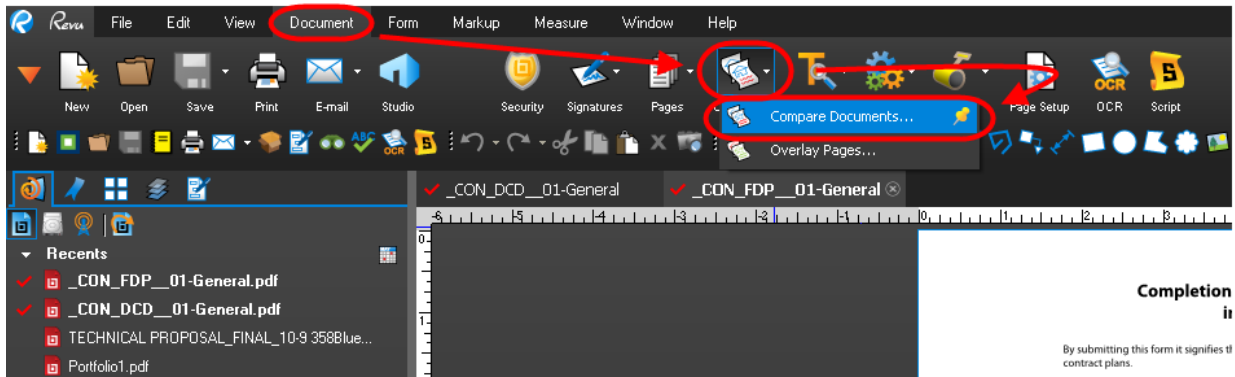 Revu File Edit View Document Form Markup Measure Window Help
New Open Save Print E-mail Studio Security Signatures Pages Page Setup OCR Script
Compare Documents...
Overlay Pages...
_CON_DCD__01-General _CON_FDP__01-General
Recents
_CON_FDP__01-General.pdf
_CON_DCD__01-General.pdf
TECHNICAL PROPOSAL_FINAL_10-9 358Blue...
Portfolio1.pdf
Completion
By submitting this form it signifies
contract plans.